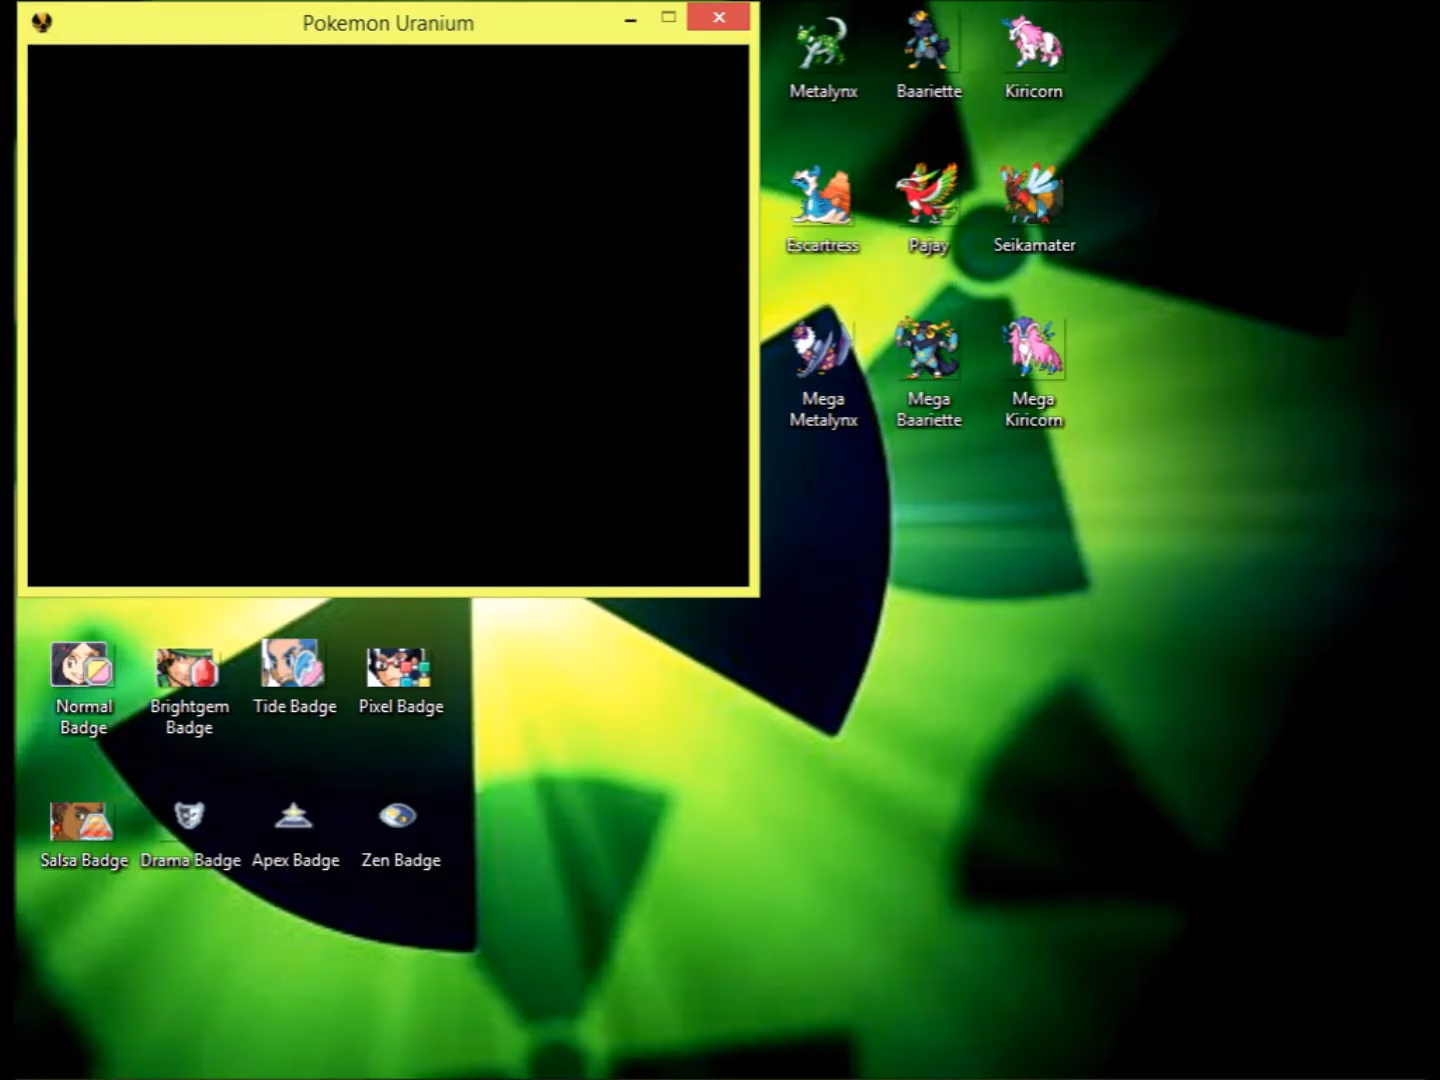 Pokemon Uranium
Metalynx
Baariette
Kiricorn
Escartress
Pajay
Seikamater
Mega
Metalynx
Mega
Baariette
Mega
Kiricorn
Normal
Badge
Brightgem
Badge
Tide Badge
Pixel Badge
Salsa Badge
Drama Badge
Apex Badge
Zen Badge